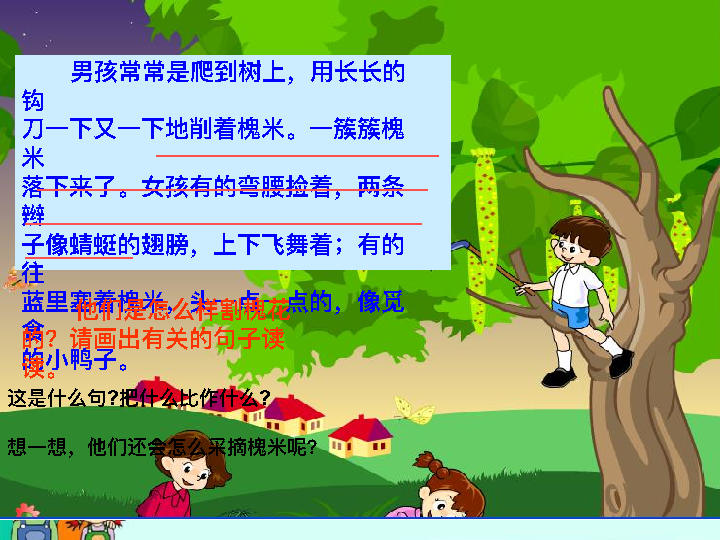 男孩常常是爬到树上，用长长的
钩
刀一下又一下地削着槐米。一簇簇槐
米
落下来了。女孩有的弯腰捡着，两条
辫
子像蜻蜓的翅膀，上下飞舞着；有的
往
蓝里塞着槐米，头一点一点的，像觅
食
的小鸭子。
他们是怎么样割槐花
的？请画出有关的句子读
读。
这是什么句?把什么比作什么？
想一想，他们还会怎么采摘槐米呢？